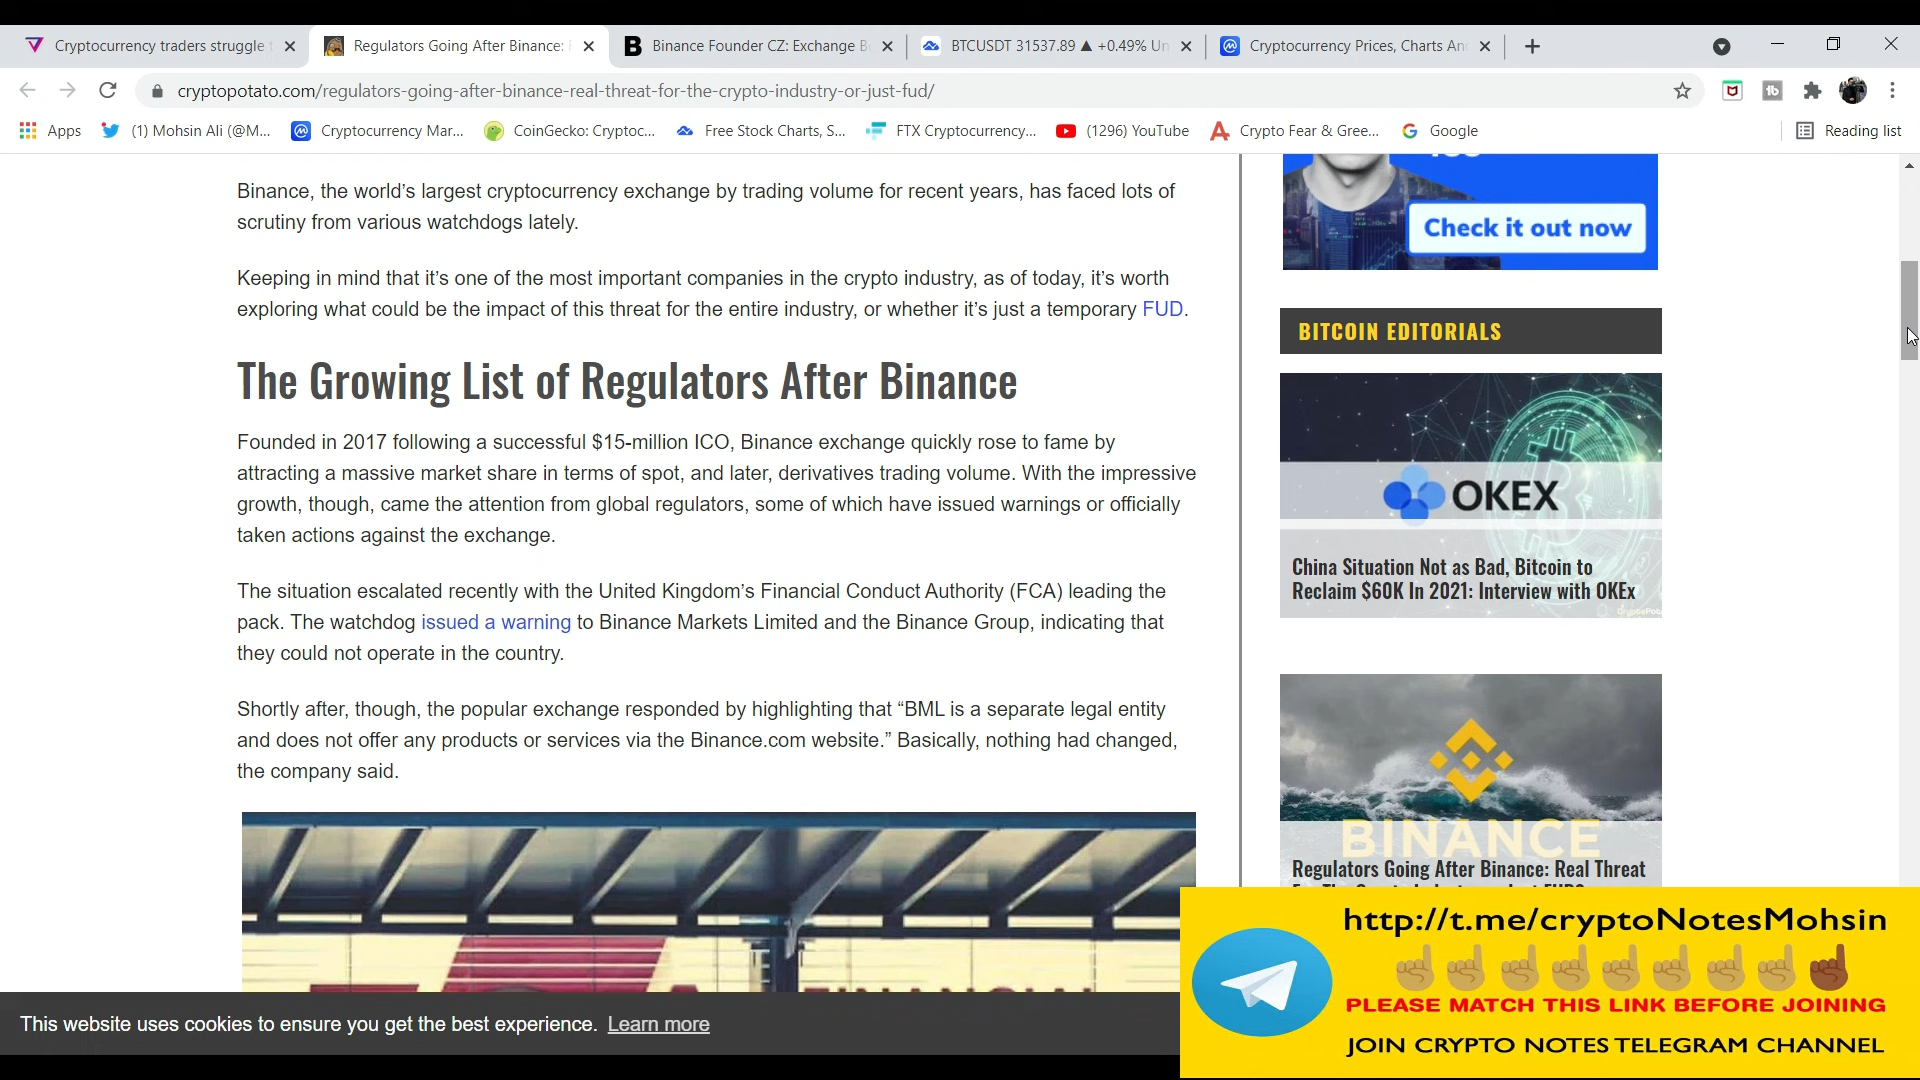 Cryptocurrency traders struggle
Regulators Going After Binance:
Binance Founder CZ: Exchange B
BTCUSDT 31537.89 ▲ +0.49% Un
Cryptocurrency Prices, Charts An
cryptopotato.com/regulators-going-after-binance-real-threat-for-the-crypto-industry-or-just-fud/
Apps
(1) Mohsin Ali (@M...
Cryptocurrency Mar...
CoinGecko: Cryptoc...
Free Stock Charts, S...
FTX Cryptocurrency...
(1296) YouTube
Crypto Fear & Gree...
Google
Reading list
Binance, the world's largest cryptocurrency exchange by trading volume for recent years, has faced lots of
scrutiny from various watchdogs lately.
Keeping in mind that it's one of the most important companies in the crypto industry, as of today, it's worth
exploring what could be the impact of this threat for the entire industry, or whether it's just a temporary FUD.
The Growing List of Regulators After Binance
Founded in 2017 following a successful $15-million ICO, Binance exchange quickly rose to fame by
attracting a massive market share in terms of spot, and later, derivatives trading volume. With the impressive
growth, though, came the attention from global regulators, some of which have issued warnings or officially
taken actions against the exchange.
The situation escalated recently with the United Kingdom's Financial Conduct Authority (FCA) leading the
pack. The watchdog issued a warning to Binance Markets Limited and the Binance Group, indicating that
they could not operate in the country.
Shortly after, though, the popular exchange responded by highlighting that “BML is a separate legal entity
and does not offer any products or services via the Binance.com website.” Basically, nothing had changed,
the company said.
Check it out now
BITCOIN EDITORIALS
OKEX
China Situation Not as Bad, Bitcoin to
Reclaim $60K In 2021: Interview with OKEx
BINANCE
Regulators Going After Binance: Real Threat
This website uses cookies to ensure you get the best experience. Learn more
http://t.me/cryptoNotesMohsin
PLEASE MATCH THIS LINK BEFORE JOINING
JOIN CRYPTO NOTES TELEGRAM CHANNEL